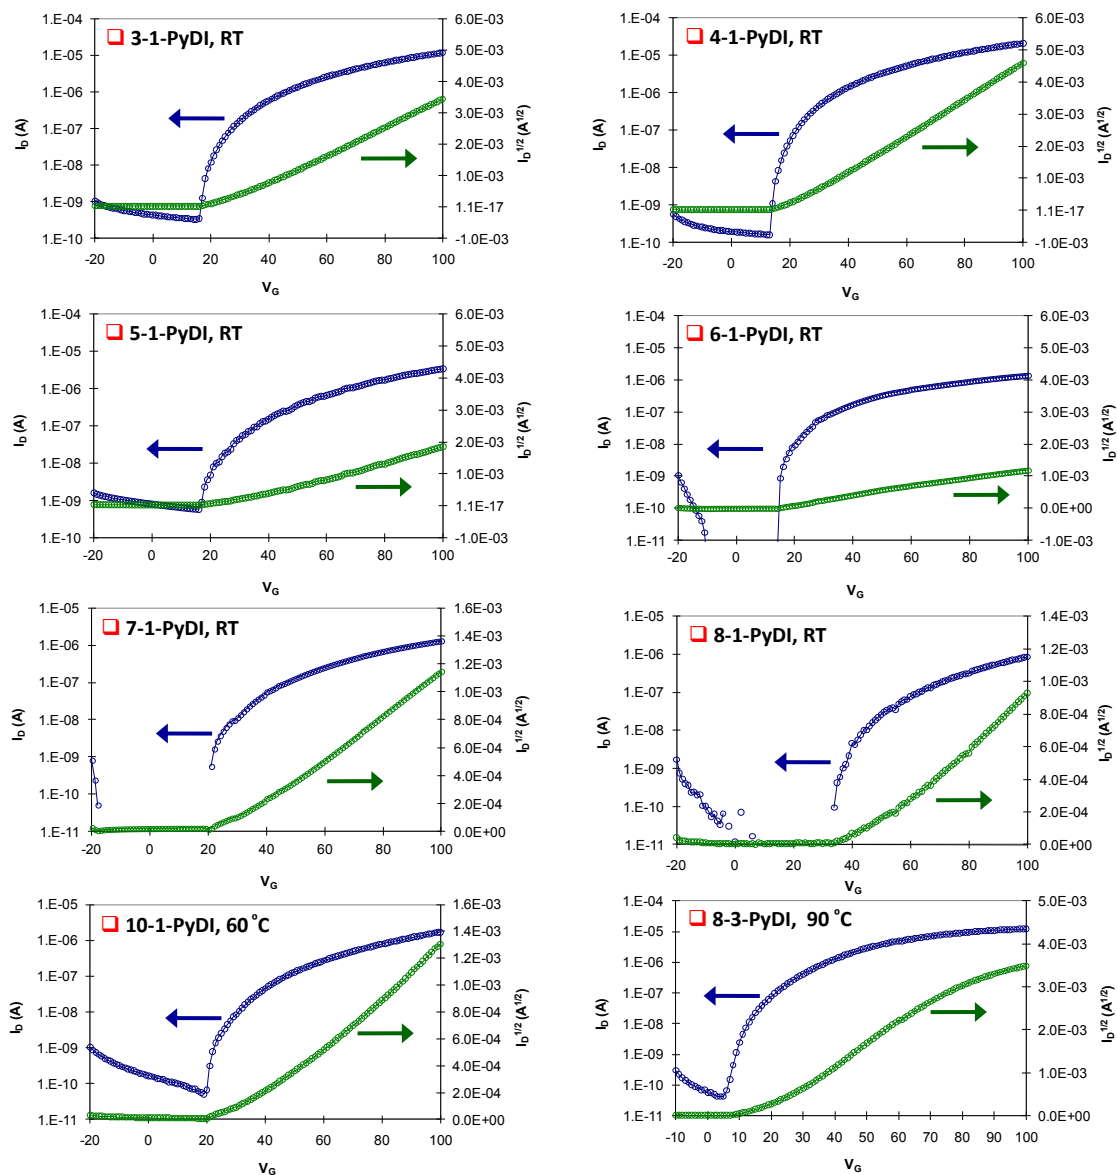 3-1-PyDI, RT
1.E-04
1.E-05
1.E-06
1.E-07
1.E-08
1.E-09
1.E-10
I_D (A)
6.0E-03
5.0E-03
4.0E-03
3.0E-03
2.0E-03
1.0E-03
1.1E-17
-1.0E-03
I_D^1/2 (A^1/2)
-20 0 20 40 60 80 100
V_G
4-1-PyDI, RT
1.E-04
1.E-05
1.E-06
1.E-07
1.E-08
1.E-09
1.E-10
I_D (A)
6.0E-03
5.0E-03
4.0E-03
3.0E-03
2.0E-03
1.0E-03
1.1E-17
-1.0E-03
I_D^1/2 (A^1/2)
-20 0 20 40 60 80 100
V_G
5-1-PyDI, RT
1.E-04
1.E-05
1.E-06
1.E-07
1.E-08
1.E-09
1.E-10
I_D (A)
6.0E-03
5.0E-03
4.0E-03
3.0E-03
2.0E-03
1.0E-03
1.1E-17
-1.0E-03
I_D^1/2 (A^1/2)
-20 0 20 40 60 80 100
V_G
6-1-PyDI, RT
1.E-04
1.E-05
1.E-06
1.E-07
1.E-08
1.E-09
1.E-10
1.E-11
I_D (A)
6.0E-03
5.0E-03
4.0E-03
3.0E-03
2.0E-03
1.0E-03
0.0E+00
-1.0E-03
I_D^1/2 (A^1/2)
-20 0 20 40 60 80 100
V_G
7-1-PyDI, RT
1.E-05
1.E-06
1.E-07
1.E-08
1.E-09
1.E-10
1.E-11
I_D (A)
1.6E-03
1.4E-03
1.2E-03
1.0E-03
8.0E-04
6.0E-04
4.0E-04
2.0E-04
0.0E+00
I_D^1/2 (A^1/2)
-20 0 20 40 60 80 100
V_G
8-1-PyDI, RT
1.E-05
1.E-06
1.E-07
1.E-08
1.E-09
1.E-10
1.E-11
I_D (A)
1.4E-03
1.2E-03
1.0E-03
8.0E-04
6.0E-04
4.0E-04
2.0E-04
0.0E+00
I_D^1/2 (A^1/2)
-20 0 20 40 60 80 100
V_G
10-1-PyDI, 60 °C
1.E-05
1.E-06
1.E-07
1.E-08
1.E-09
1.E-10
1.E-11
I_D (A)
1.6E-03
1.4E-03
1.2E-03
1.0E-03
8.0E-04
6.0E-04
4.0E-04
2.0E-04
0.0E+00
I_D^1/2 (A^1/2)
-20 0 20 40 60 80 100
V_G
8-3-PyDI, 90 °C
1.E-04
1.E-05
1.E-06
1.E-07
1.E-08
1.E-09
1.E-10
1.E-11
I_D (A)
5.0E-03
4.0E-03
3.0E-03
2.0E-03
1.0E-03
0.0E+00
I_D^1/2 (A^1/2)
-10 0 10 20 30 40 50 60 70 80 90 100
V_G